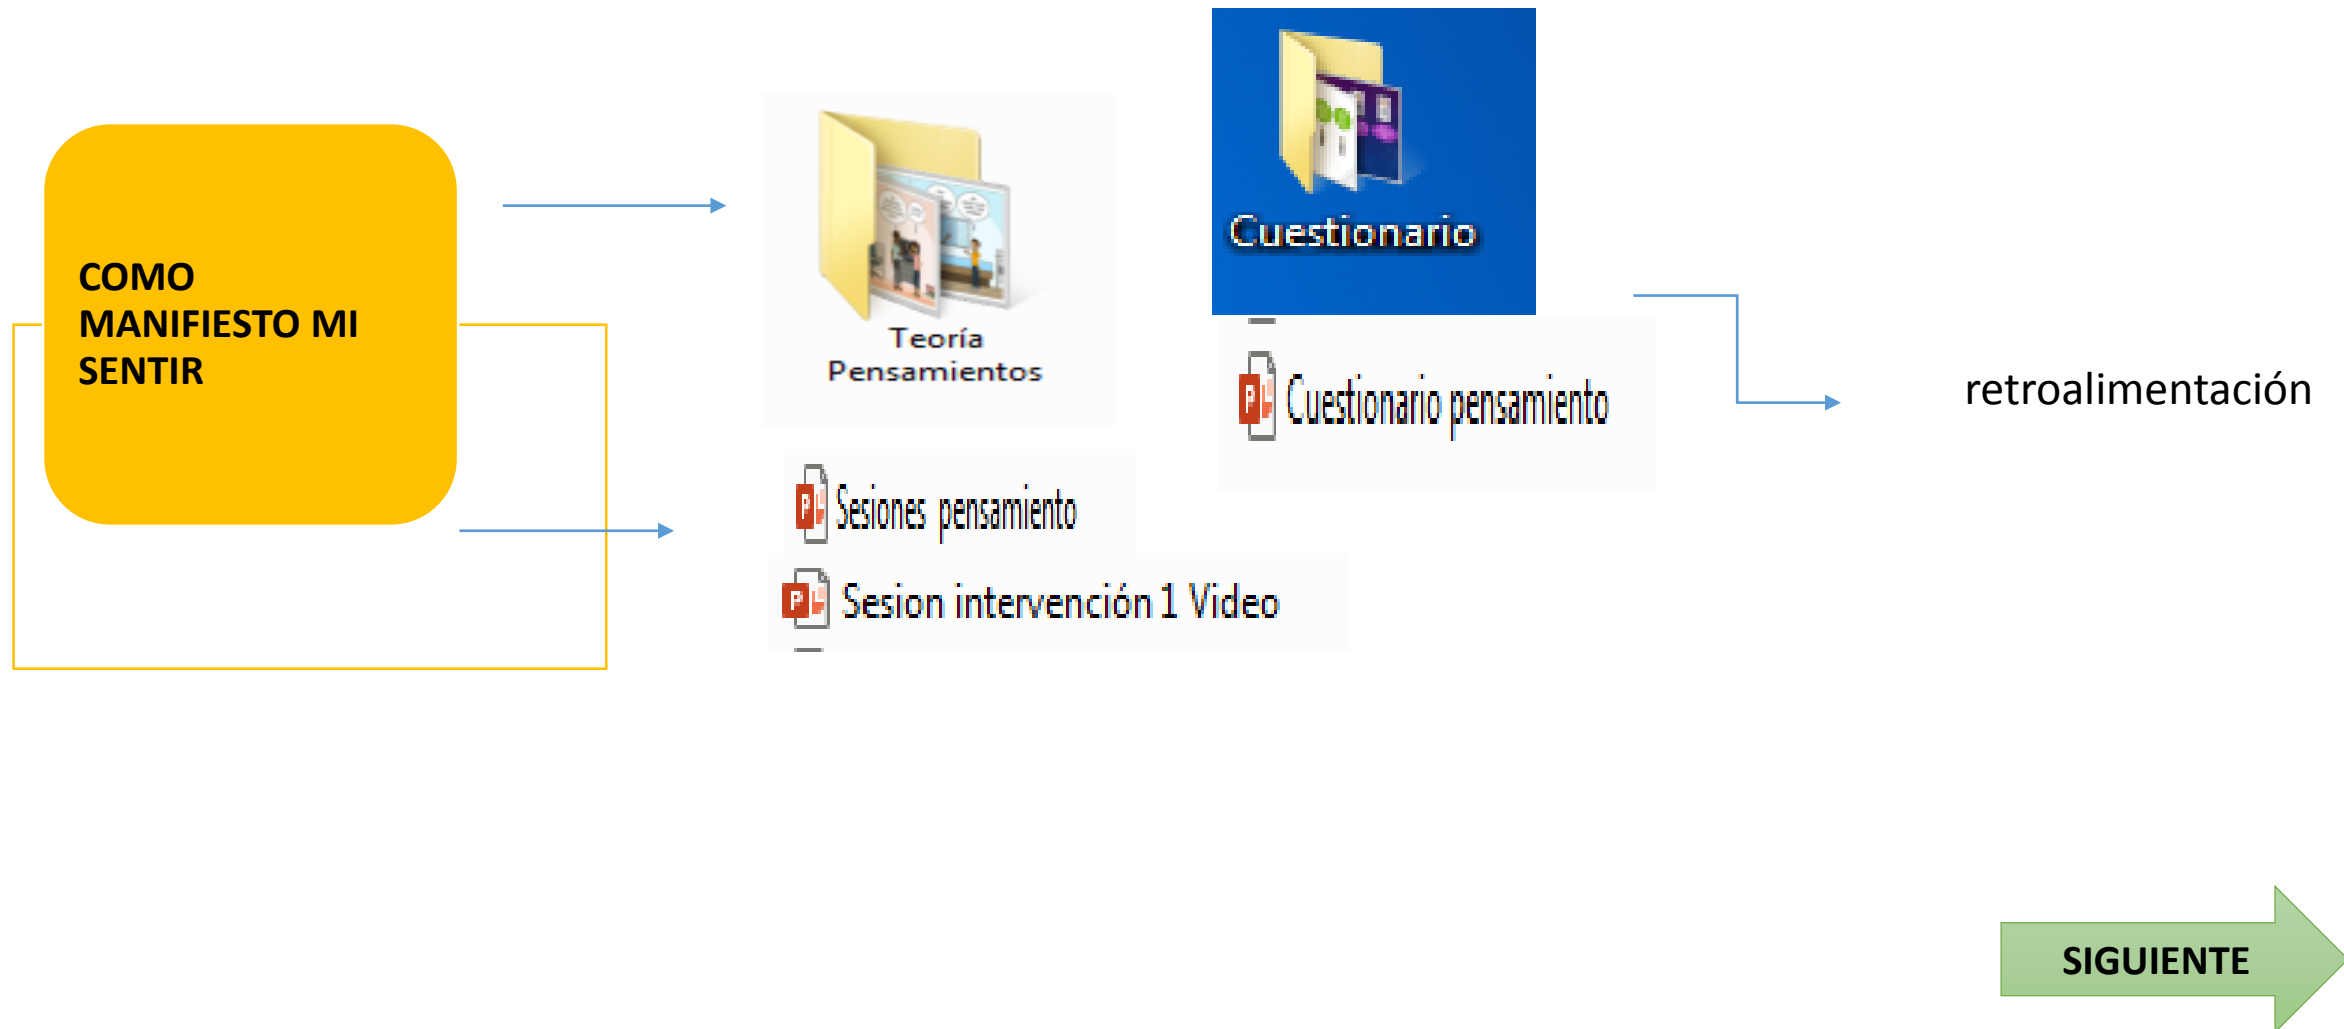 COMO
MANIFIESTO MI
SENTIR
Teoría
Pensamientos
Sesiones pensamiento
Sesion intervención 1 Video
Cuestionario
Cuestionario pensamiento
retroalimentación
SIGUIENTE